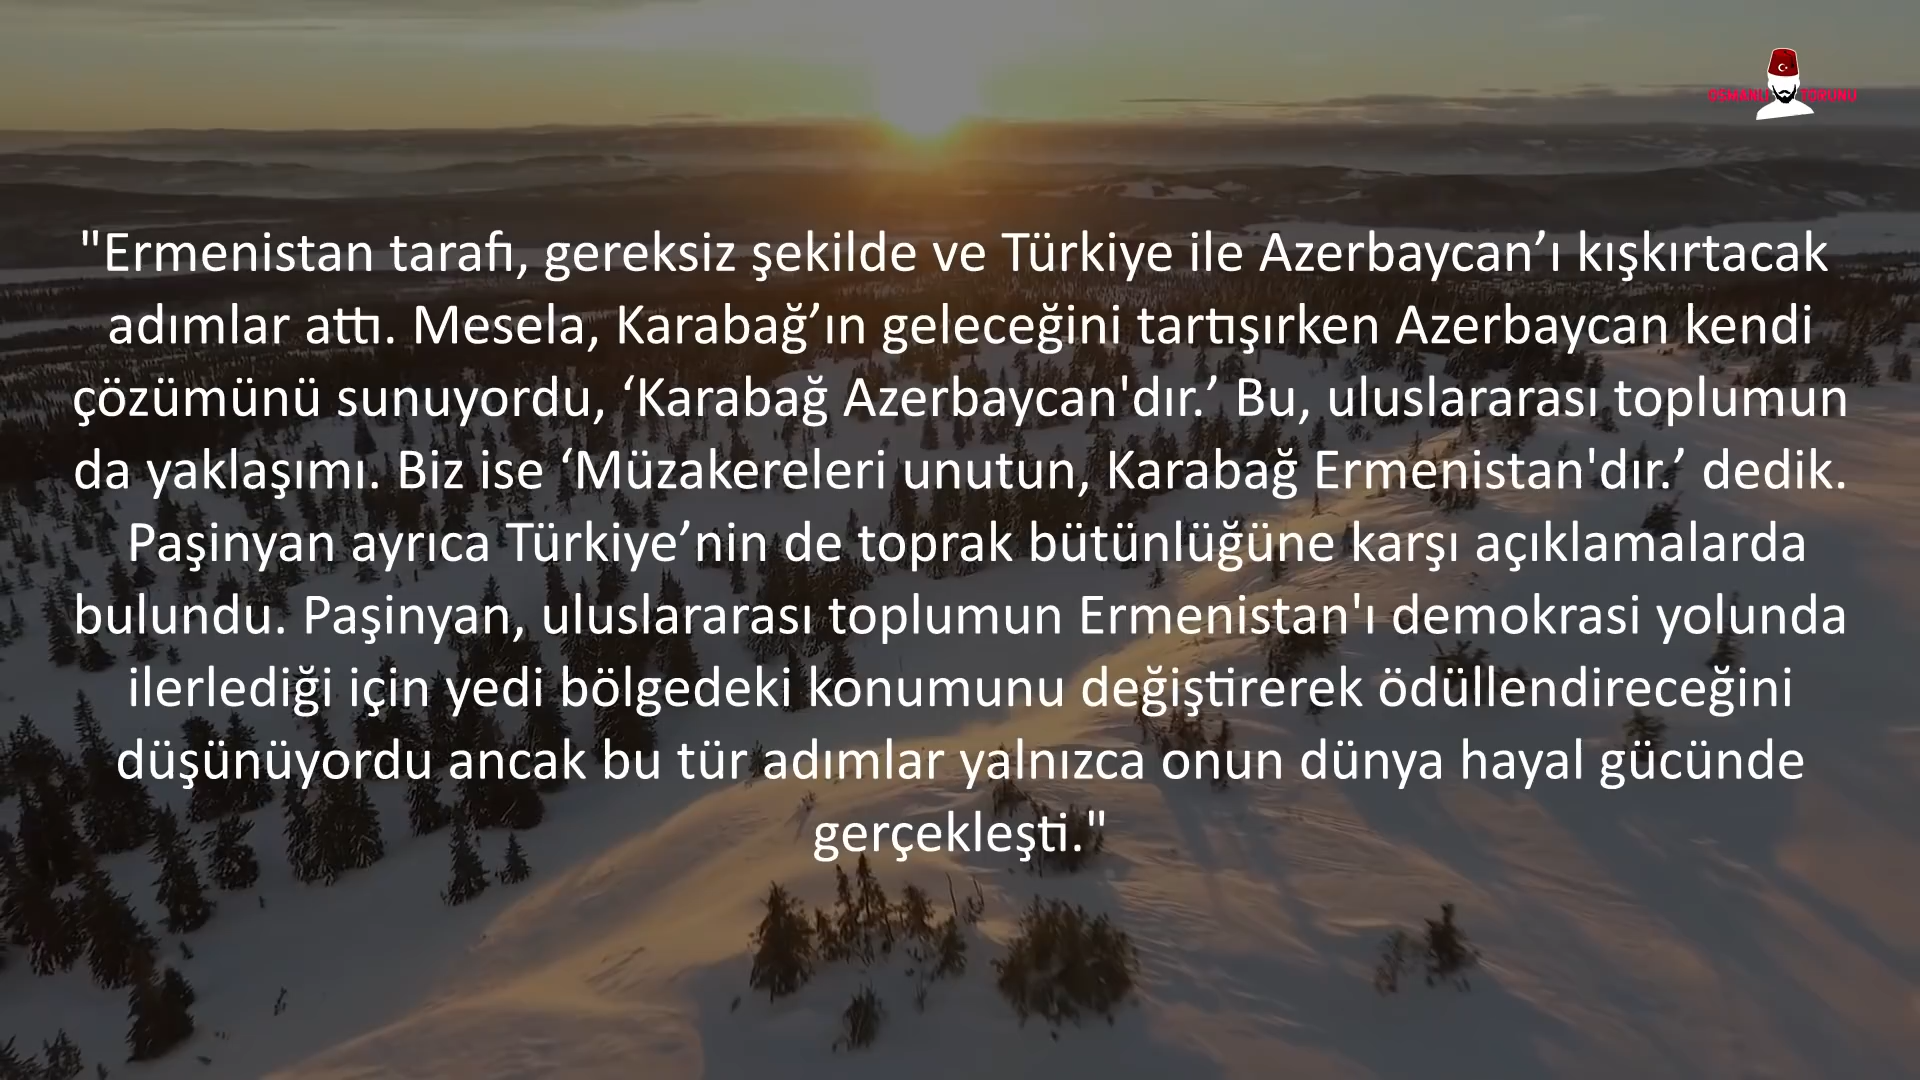 OSMANLI TORUNU
"Ermenistan tarafı, gereksiz şekilde ve Türkiye ile Azerbaycan’ı kışkırtacak
adımlar attı. Mesela, Karabağ’ın geleceğini tartışırken Azerbaycan kendi
çözümünü sunuyordu, ‘Karabağ Azerbaycan'dır.’ Bu, uluslararası toplumun
da yaklaşımı. Biz ise ‘Müzakereleri unutun, Karabağ Ermenistan'dır.’ dedik.
Paşinyan ayrıca Türkiye’nin de toprak bütünlüğüne karşı açıklamalarda
bulundu. Paşinyan, uluslararası toplumun Ermenistan'ı demokrasi yolunda
ilerlediği için yedi bölgedeki konumunu değiştirerek ödüllendireceğini
düşünüyordu ancak bu tür adımlar yalnızca onun dünya hayal gücünde
gerçekleşti."